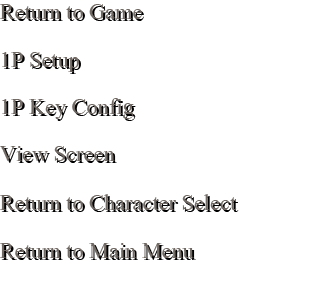 Return to Game
1P Setup
1P Key Config
View Screen
Return to Character Select
Return to Main Menu